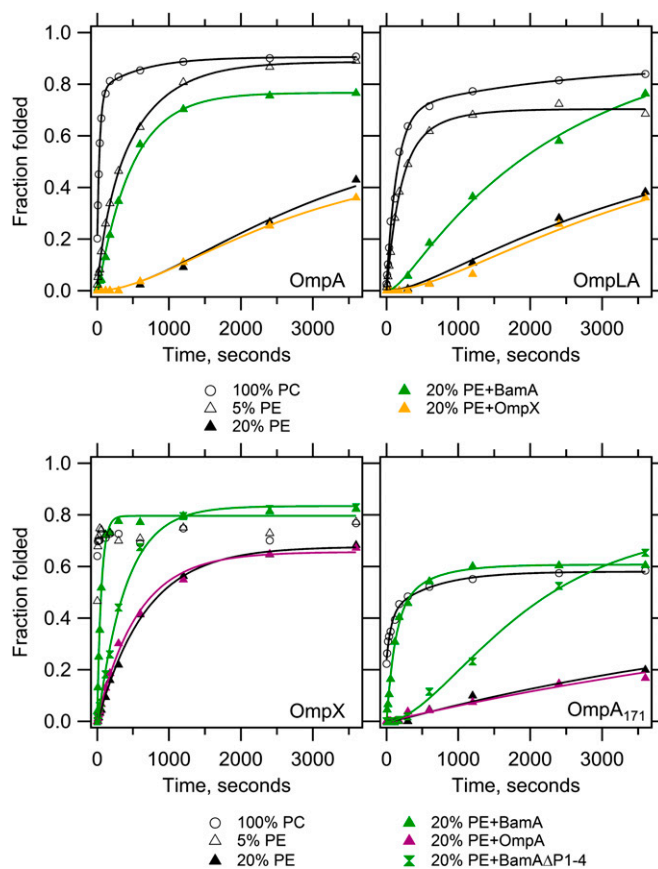 1.0
0.8
0.6
0.4
0.2
0.0
Fraction folded
OmpA
OmpLA
0 1000 2000 3000
0 1000 2000 3000
Time, seconds
Time, seconds
100% PC
5% PE
20% PE
20% PE+BamA
20% PE+OmpX
1.0
0.8
0.6
0.4
0.2
0.0
Fraction folded
OmpX
OmpA₁₇₁
0 1000 2000 3000
0 1000 2000 3000
Time, seconds
Time, seconds
100% PC
5% PE
20% PE
20% PE+BamA
20% PE+OmpA
20% PE+BamAΔP1-4